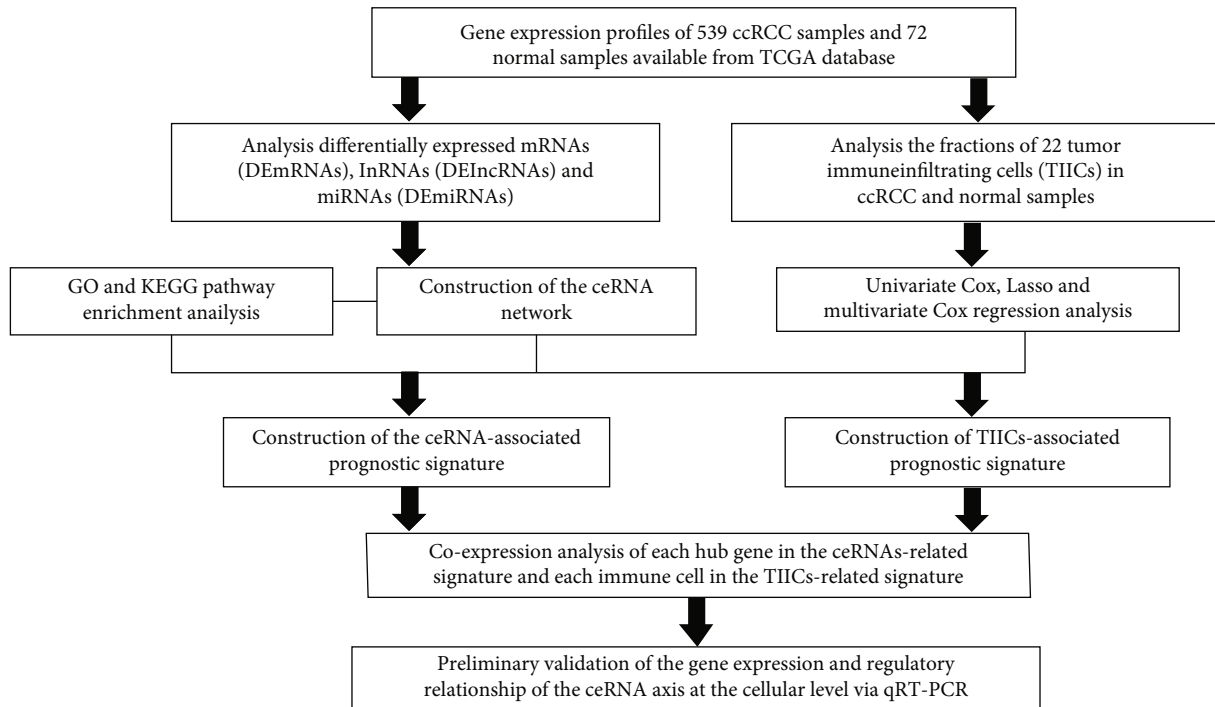 Gene expression profiles of 539 ccRCC samples and 72
normal samples available from TCGA database
Analysis differentially expressed mRNAs
(DEmRNAs), InRNAs (DEIncRNAs) and
miRNAs (DEmiRNAs)
Analysis the fractions of 22 tumor
immuneinfiltrating cells (TIICs) in
ccRCC and normal samples
GO and KEGG pathway
enrichment anailysis
Construction of the ceRNA
network
Univariate Cox, Lasso and
multivariate Cox regression analysis
Construction of the ceRNA-associated
prognostic signature
Construction of TIICs-associated
prognostic signature
Co-expression analysis of each hub gene in the ceRNAs-related
signature and each immune cell in the TIICs-related signature
Preliminary validation of the gene expression and regulatory
relationship of the ceRNA axis at the cellular level via qRT-PCR